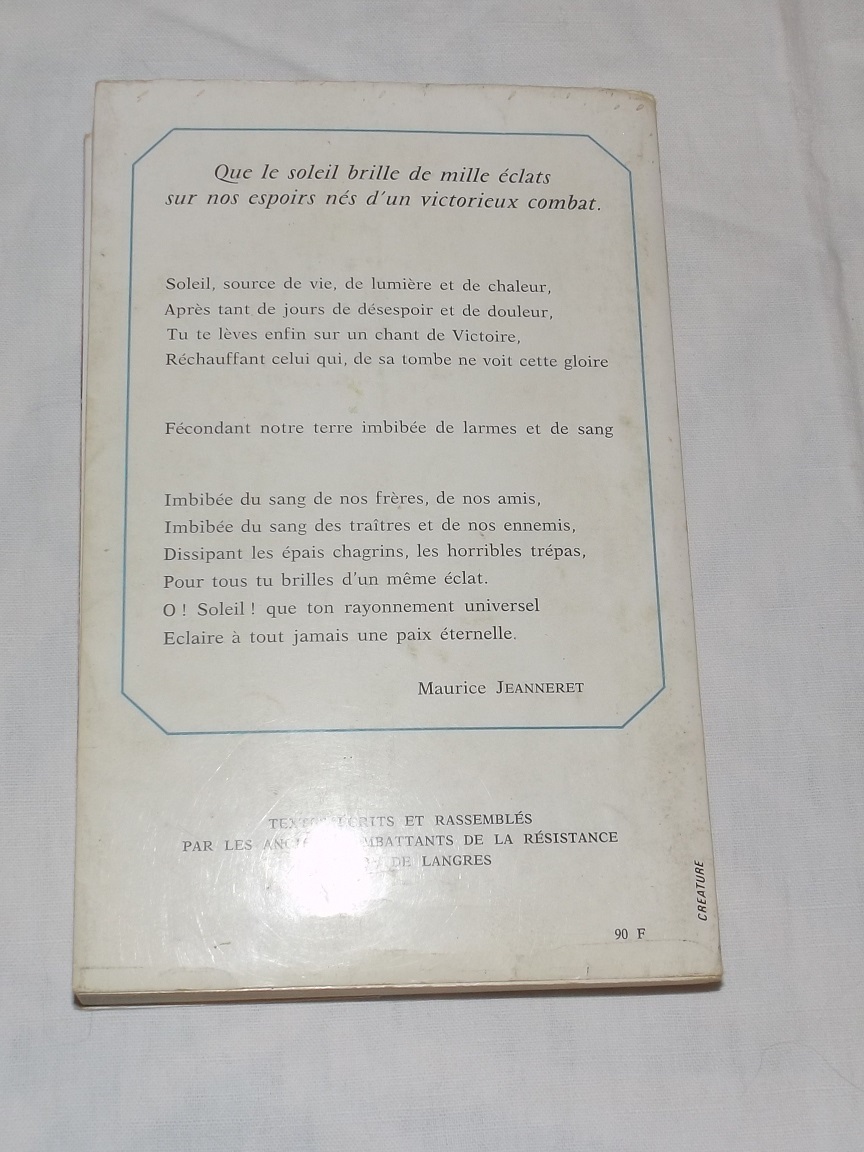 Que le soleil brille de mille éclats
sur nos espoirs nés d'un victorieux combat.
Soleil, source de vie, de lumière et de chaleur,
Après tant de jours de désespoir et de douleur,
Tu te lèves enfin sur un chant de Victoire,
Réchauffant celui qui, de sa tombe ne voit cette gloire
Fécondant notre terre imbibée de larmes et de sang
Imbibée du sang de nos frères, de nos amis,
Imbibée du sang des traîtres et de nos ennemis,
Dissipant les épais chagrins, les horribles trépas,
Pour tous tu brilles d'un même éclat.
O ! Soleil ! que ton rayonnement universel
Eclaire à tout jamais une paix éternelle.
Maurice JEANNERET
TEXTES ÉCRITS ET RASSEMBLÉS
PAR LES ANCIENS COMBATTANTS DE LA RÉSISTANCE
DE LANGRES
CREATURE
90 F